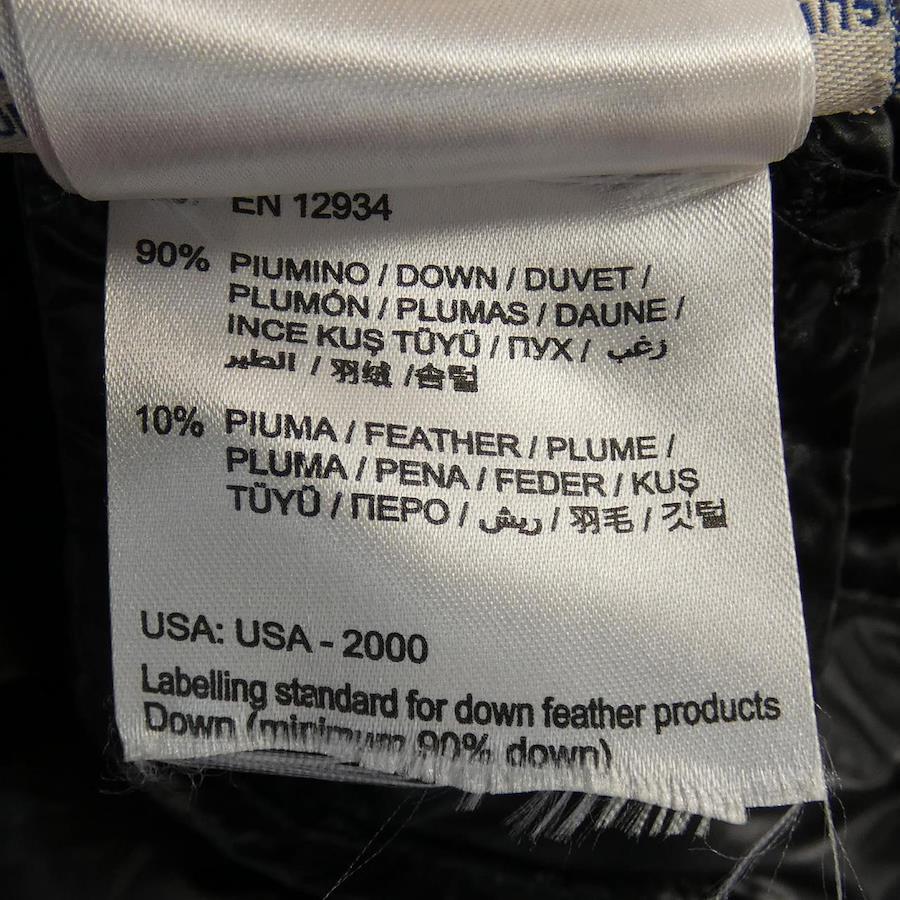 EN 12934
90% PIUMINO / DOWN / DUVET /
PLUMÓN / PLUMAS / DAUNE /
INCE KUŞ TÜYÜ / ПУХ / زغب
الطير / 羽绒 /솜털
10% PIUMA / FEATHER / PLUME /
PLUMA / PENA / FEDER / KUŞ
TÜYÜ / ПЕРО / ريش / 羽毛 / 깃털
USA: USA - 2000
Labelling standard for down feather products
Down (minimum 90% down)